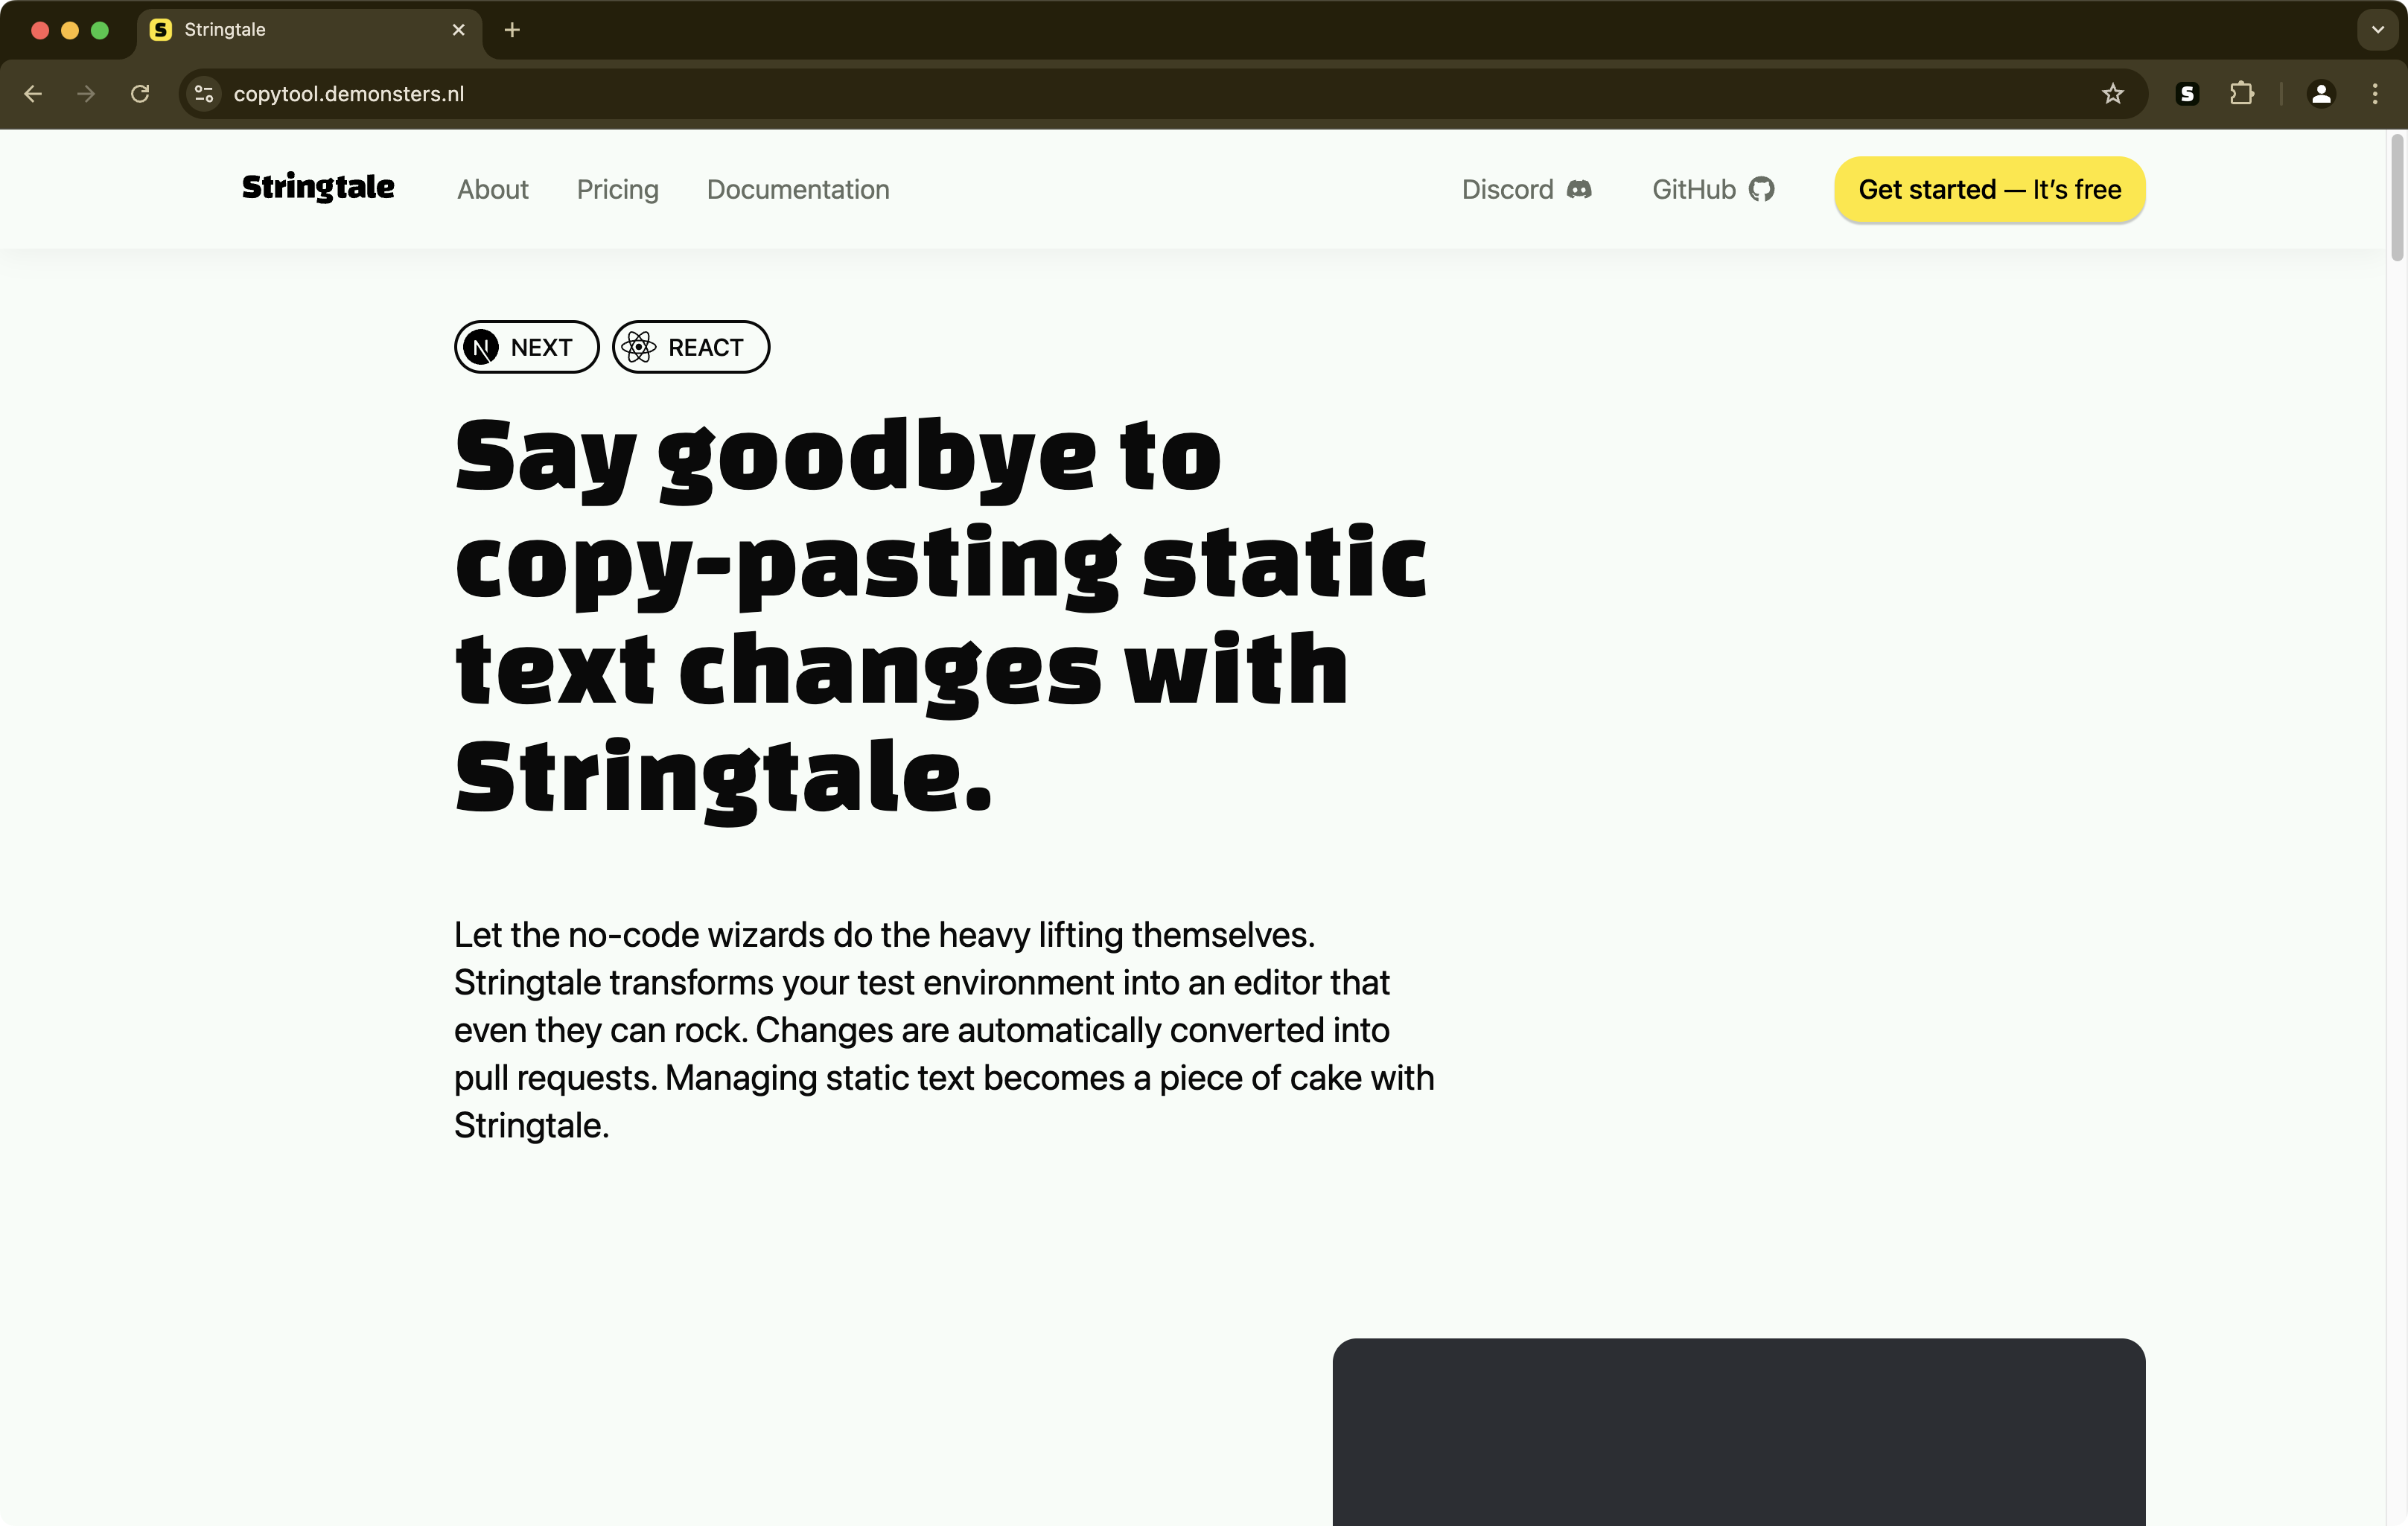 Stringtale
copytool.demonsters.nl
Stringtale About Pricing Documentation Discord GitHub Get started — It’s free
NEXT REACT
Say goodbye to
copy-pasting static
text changes with
Stringtale.
Let the no-code wizards do the heavy lifting themselves.
Stringtale transforms your test environment into an editor that
even they can rock. Changes are automatically converted into
pull requests. Managing static text becomes a piece of cake with
Stringtale.